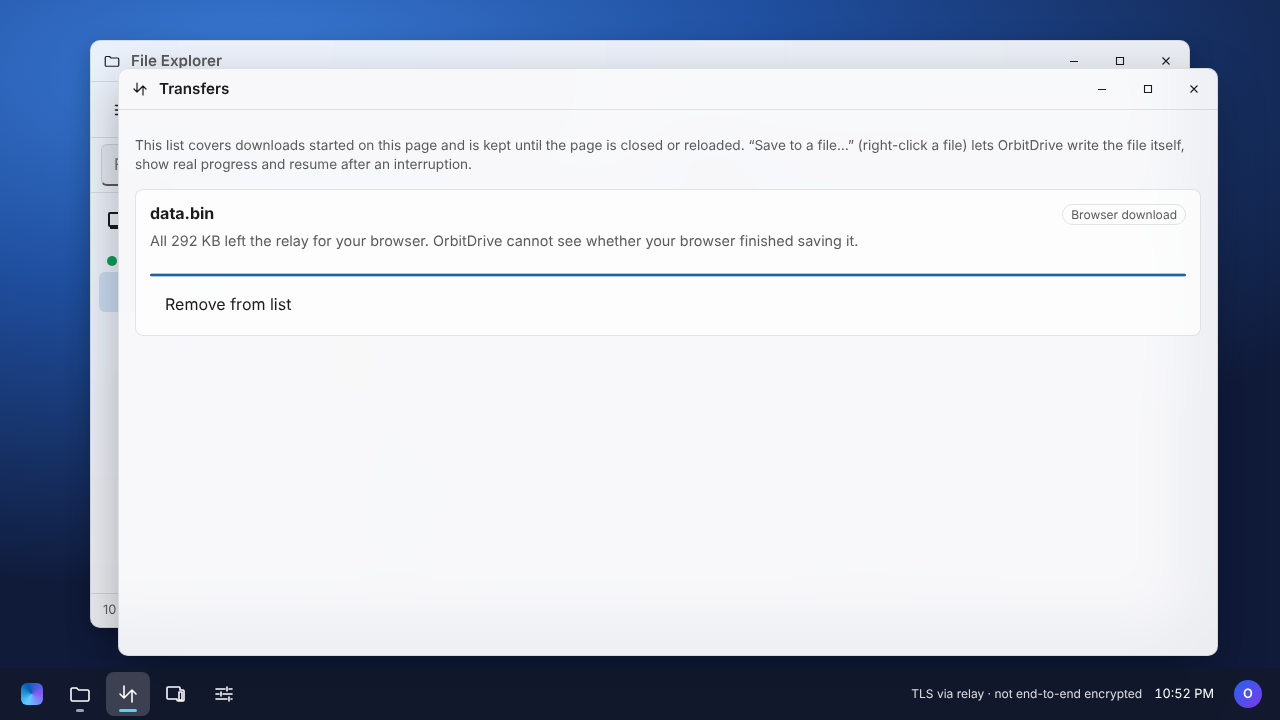 File Explorer
Transfers
This list covers downloads started on this page and is kept until the page is closed or reloaded. “Save to a file…” (right-click a file) lets OrbitDrive write the file itself,
show real progress and resume after an interruption.
data.bin
Browser download
All 292 KB left the relay for your browser. OrbitDrive cannot see whether your browser finished saving it.
Remove from list
10
TLS via relay · not end-to-end encrypted
10:52 PM
O